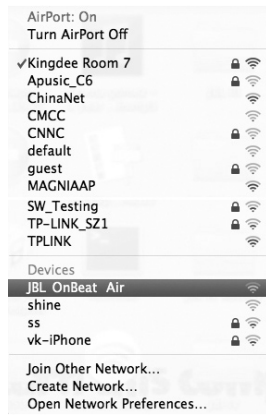 AirPort: On
Turn AirPort Off
Kingdee Room 7
Apusic_C6
ChinaNet
CMCC
CNNC
default
guest
MAGNIAAP
SW_Testing
TP-LINK_SZ1
TPLINK
Devices
JBL OnBeat Air
shine
ss
vk-iPhone
Join Other Network...
Create Network...
Open Network Preferences...